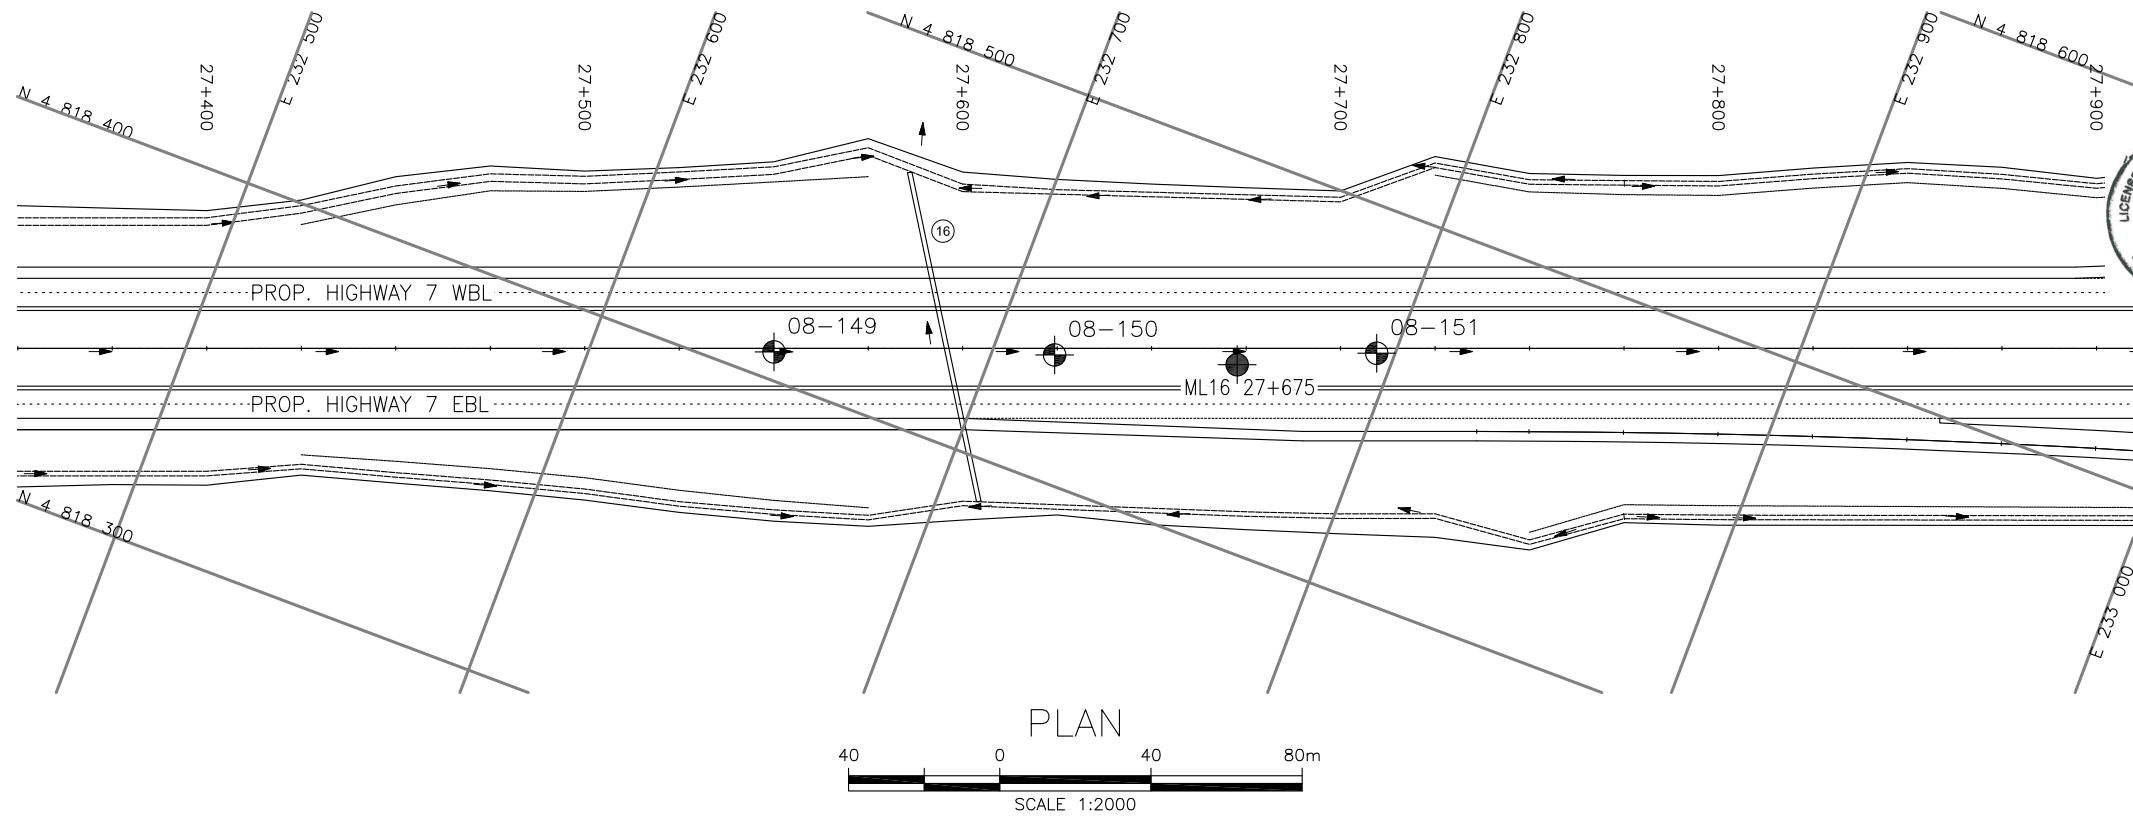 E 232 500
E 232 600
N 4 818 500
E 232 700
E 232 800
E 232 900
N 4 818 600
N 4 818 400
27+400
27+500
27+600
27+700
27+800
27+900
16
PROP. HIGHWAY 7 WBL
08-149
08-150
08-151
ML16 27+675
PROP. HIGHWAY 7 EBL
N 4 818 300
E 233 000
PLAN
40 0 40 80m
SCALE 1:2000